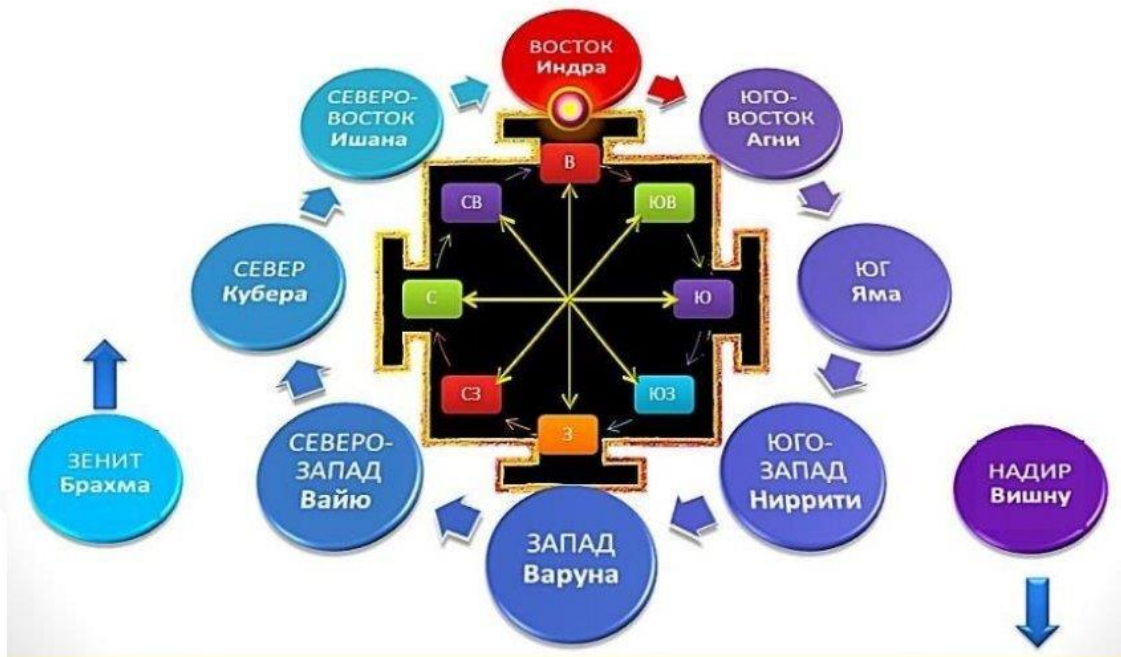 ВОСТОК
Индра
СЕВЕРО-
ВОСТОК
Ишана
ЮГО-
ВОСТОК
Агни
В
СВ
ЮВ
СЕВЕР
Кубера
С
Ю
ЮГ
Яма
СЗ
ЮЗ
З
ЗЕНИТ
Брахма
СЕВЕРО-
ЗАПАД
Вайю
ЮГО-
ЗАПАД
Ниррити
НАДИР
Вишну
ЗАПАД
Варуна